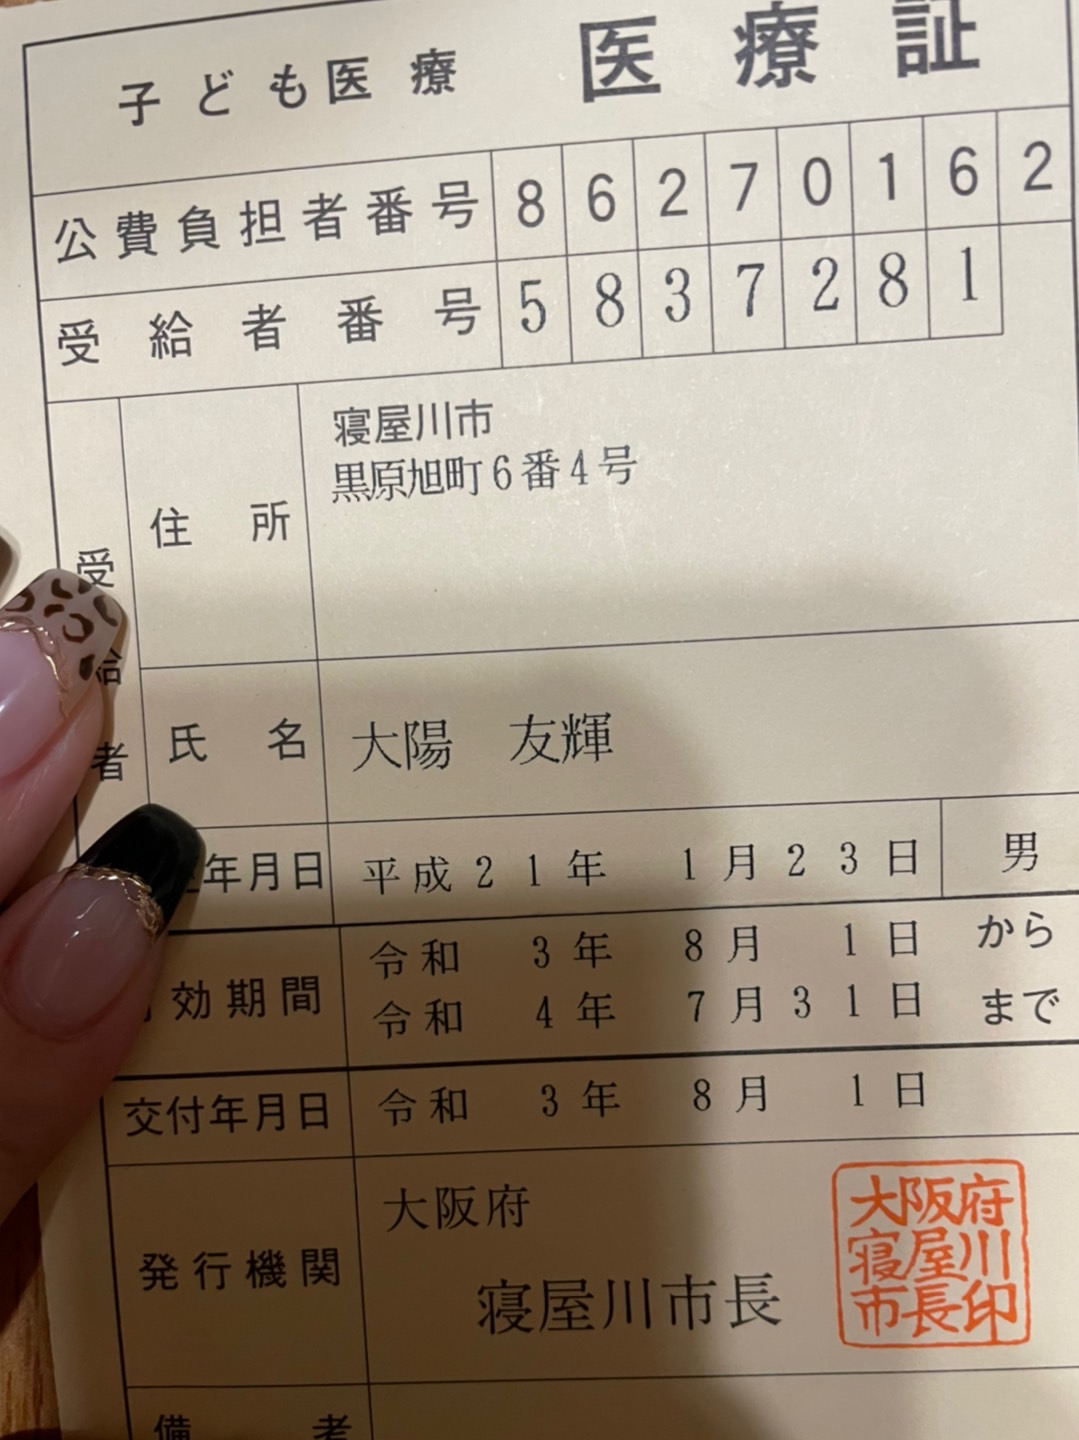 子ども医療 医療証
公費負担者番号 86270162
受給者番号 5837281
受給者
住所
寝屋川市
黒原旭町6番4号
氏名 大陽 友輝
年月日 平成21年 1月23日 男
効期間 令和 3年 8月 1日 から
令和 4年 7月31日 まで
交付年月日 令和 3年 8月 1日
発行機関 大阪府
寝屋川市長
大阪府
寝屋川
市長印
備考